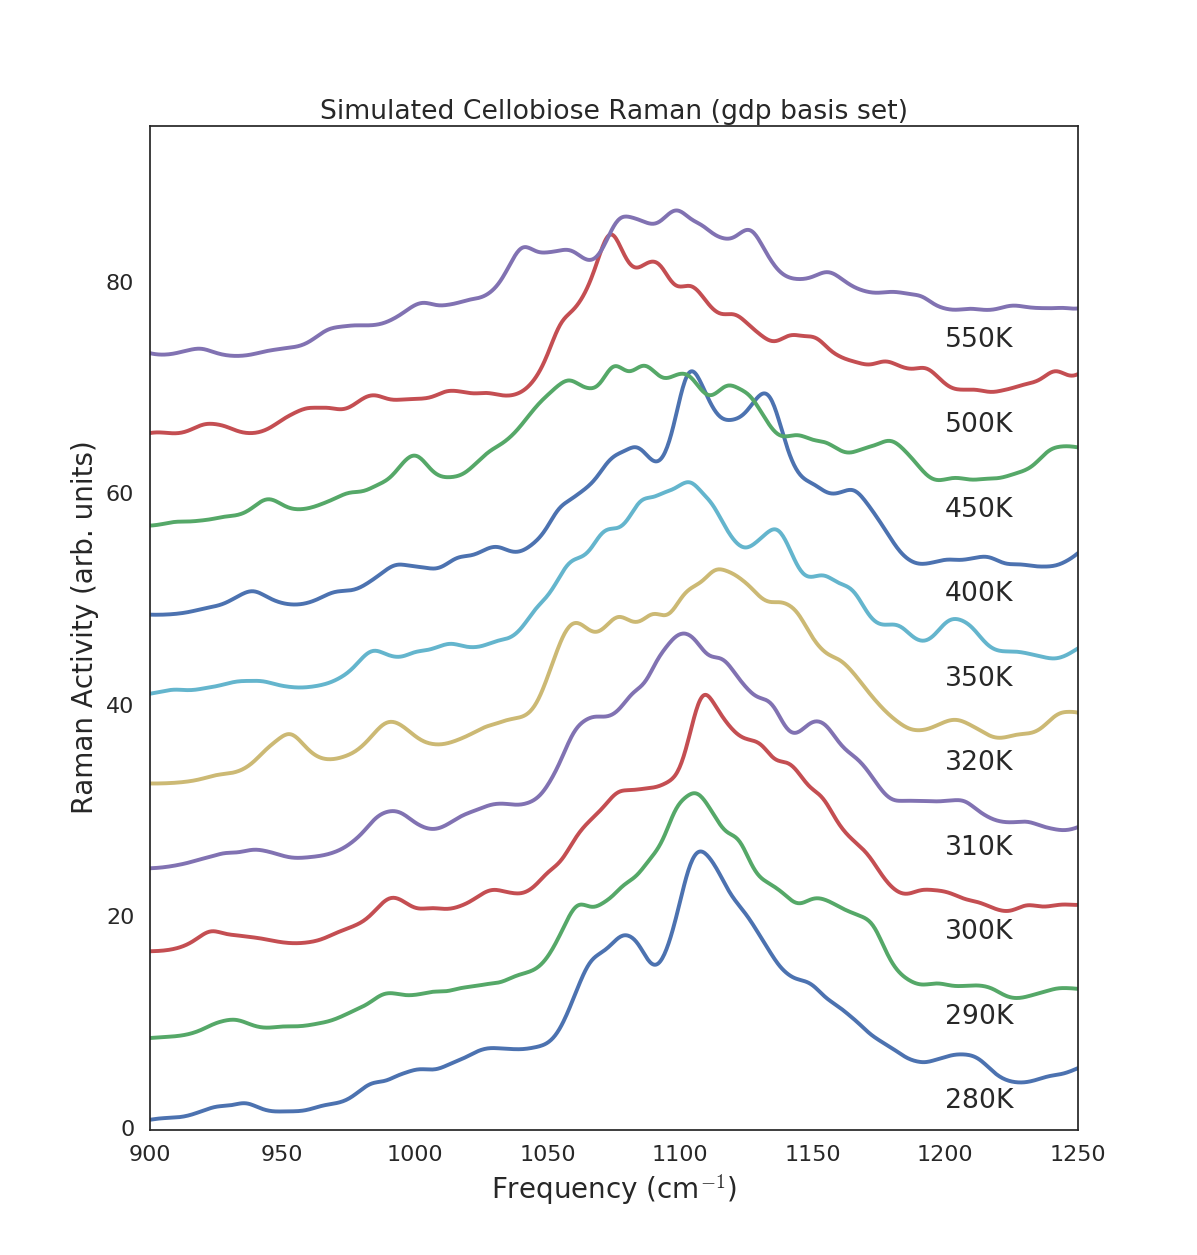 Simulated Cellobiose Raman (gdp basis set)
Raman Activity (arb. units)
80
60
40
20
0
550K
500K
450K
400K
350K
320K
310K
300K
290K
280K
900 950 1000 1050 1100 1150 1200 1250
Frequency (cm⁻¹)